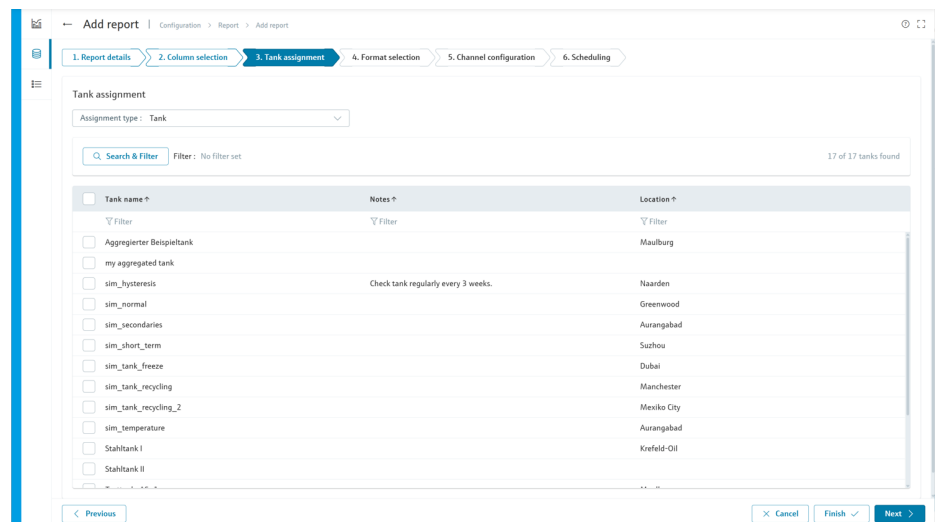 ← Add report | Configuration > Report > Add report
1. Report details 2. Column selection 3. Tank assignment 4. Format selection 5. Channel configuration 6. Scheduling
Tank assignment
Assignment type : Tank
Search & Filter Filter : No filter set 17 of 17 tanks found
Tank name ↑ Notes ↑ Location ↑
Filter Filter Filter
Aggregierter Beispieltank Maulburg
my aggregated tank
sim_hysteresis Check tank regularly every 3 weeks. Naarden
sim_normal Greenwood
sim_secondaries Aurangabad
sim_short_term Suzhou
sim_tank_freeze Dubai
sim_tank_recycling Manchester
sim_tank_recycling_2 Mexiko City
sim_temperature Aurangabad
Stahltank I Krefeld-Oil
Stahltank II
< Previous × Cancel Finish ✓ Next >